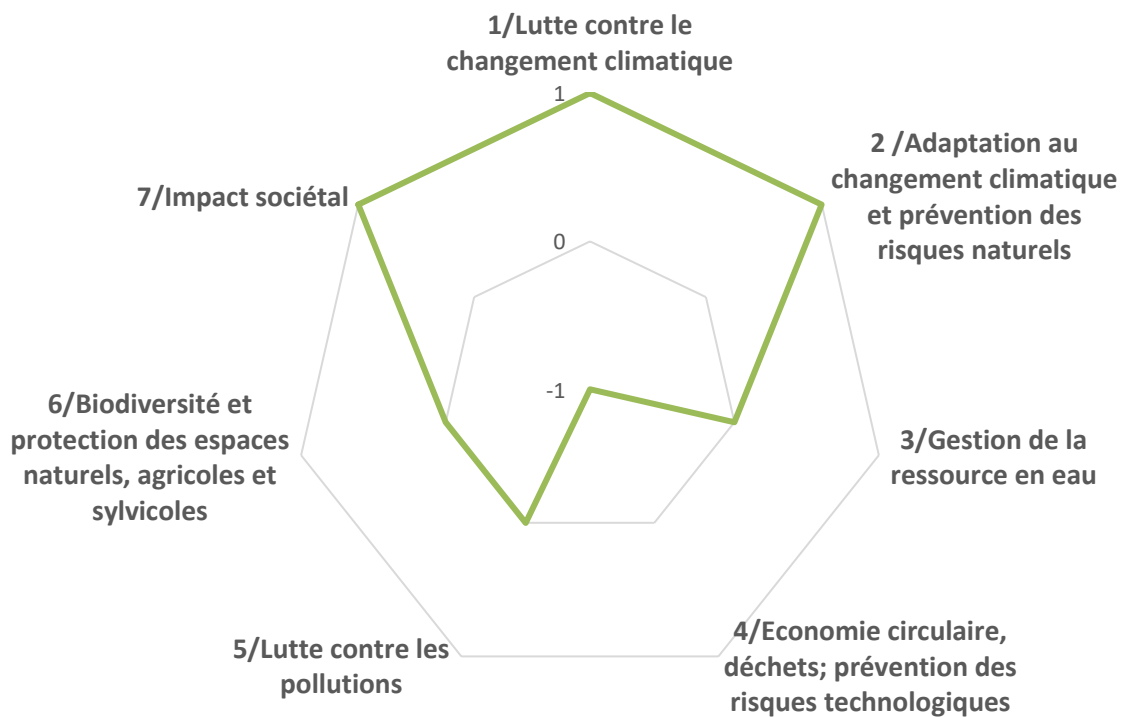 1/Lutte contre le
changement climatique
1
2 /Adaptation au
changement climatique
et prévention des
risques naturels
7/Impact sociétal
0
-1
6/Biodiversité et
protection des espaces
naturels, agricoles et
sylvicoles
3/Gestion de la
ressource en eau
5/Lutte contre les
pollutions
4/Economie circulaire,
déchets; prévention des
risques technologiques